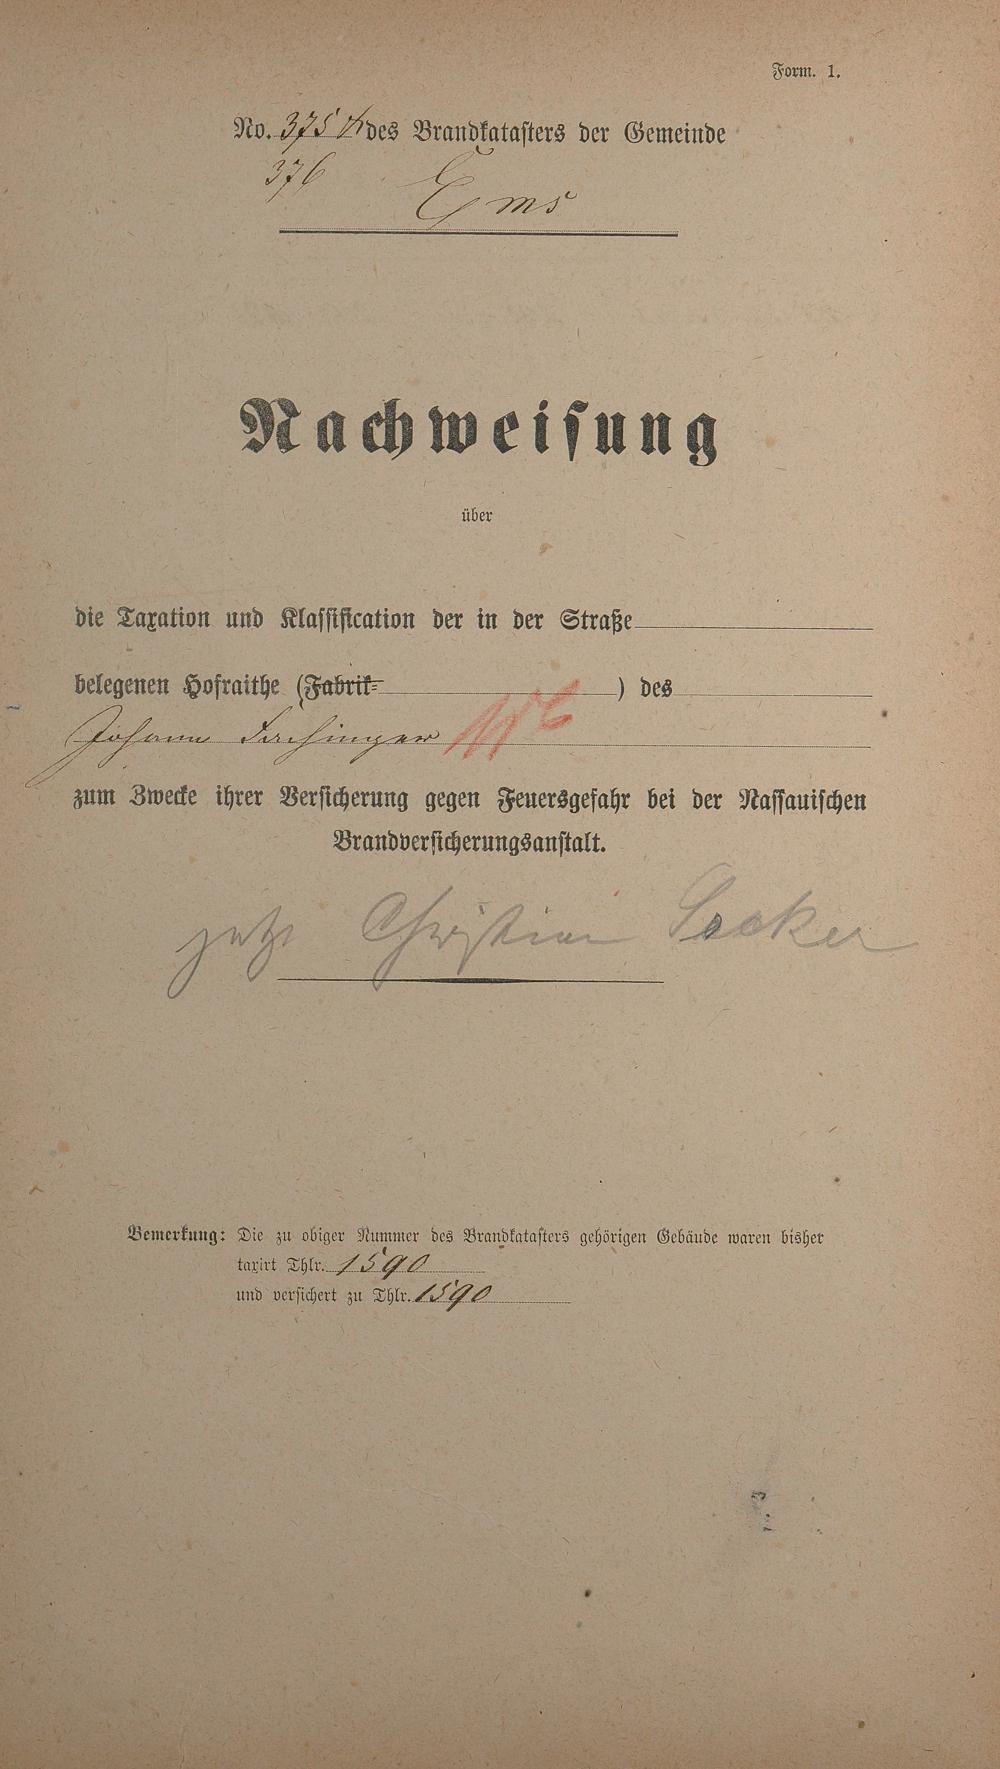 Form. 1.
No. 375 & des Brandkatasters der Gemeinde
376 Ems
Nachweisung
über
die Taxation und Klassification der in der Straße
belegenen Hofraithe (Fabrik- ) des
Johann Fachinger
zum Zwecke ihrer Versicherung gegen Feuersgefahr bei der Nassauischen
Brandversicherungsanstalt.
jetzt Christian
Bemerkung: Die zu obiger Nummer des Brandkatasters gehörigen Gebäude waren bisher
taxirt Thlr. 1590
und versichert zu Thlr. 1590